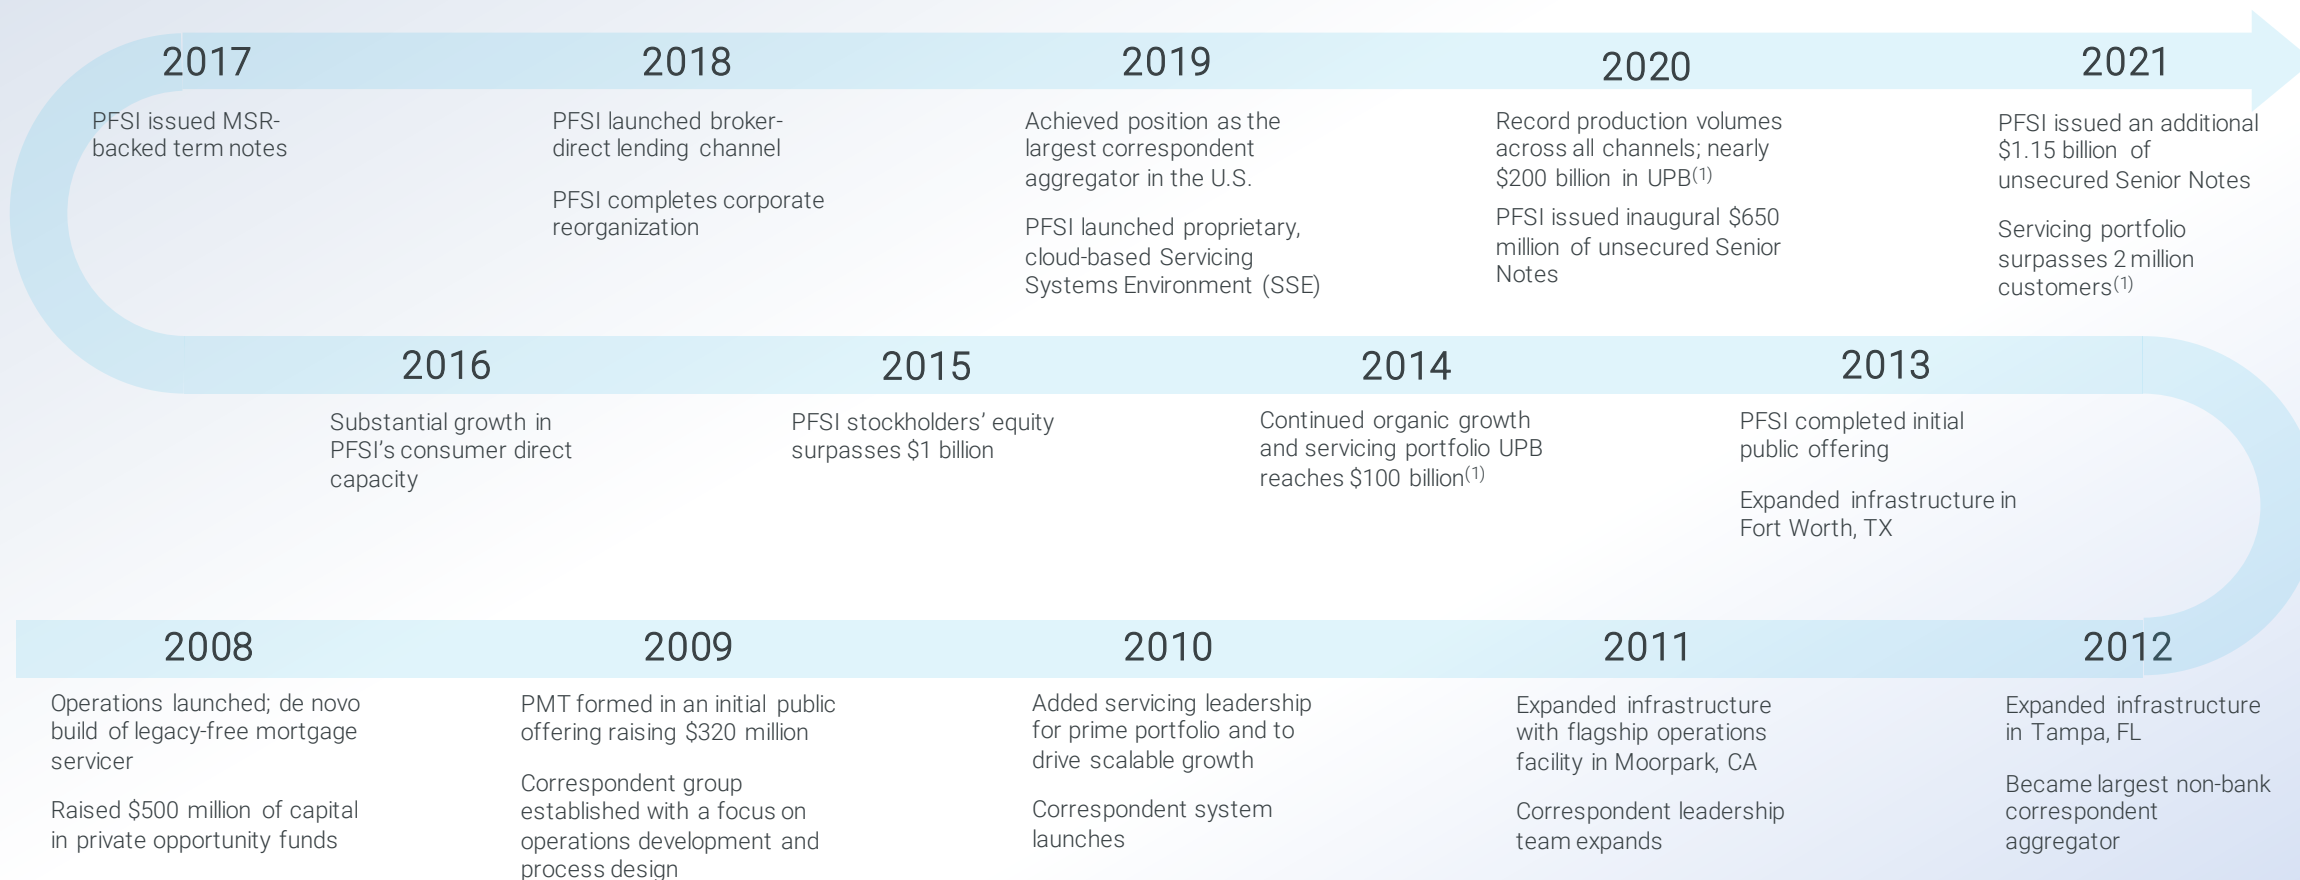 2017
PFSI issued MSR-
backed term notes
2018
PFSI launched broker-
direct lending channel
PFSI completes corporate
reorganization
2019
Achieved position as the
largest correspondent
aggregator in the U.S.
PFSI launched proprietary,
cloud-based Servicing
Systems Environment (SSE)
2020
Record production volumes
across all channels; nearly
$200 billion in UPB(1)
PFSI issued inaugural $650
million of unsecured Senior
Notes
2021
PFSI issued an additional
$1.15 billion of
unsecured Senior Notes
Servicing portfolio
surpasses 2 million
customers(1)
2016
Substantial growth in
PFSI’s consumer direct
capacity
2015
PFSI stockholders’ equity
surpasses $1 billion
2014
Continued organic growth
and servicing portfolio UPB
reaches $100 billion(1)
2013
PFSI completed initial
public offering
Expanded infrastructure in
Fort Worth, TX
2008
Operations launched; de novo
build of legacy-free mortgage
servicer
Raised $500 million of capital
in private opportunity funds
2009
PMT formed in an initial public
offering raising $320 million
Correspondent group
established with a focus on
operations development and
process design
2010
Added servicing leadership
for prime portfolio and to
drive scalable growth
Correspondent system
launches
2011
Expanded infrastructure
with flagship operations
facility in Moorpark, CA
Correspondent leadership
team expands
2012
Expanded infrastructure
in Tampa, FL
Became largest non-bank
correspondent
aggregator